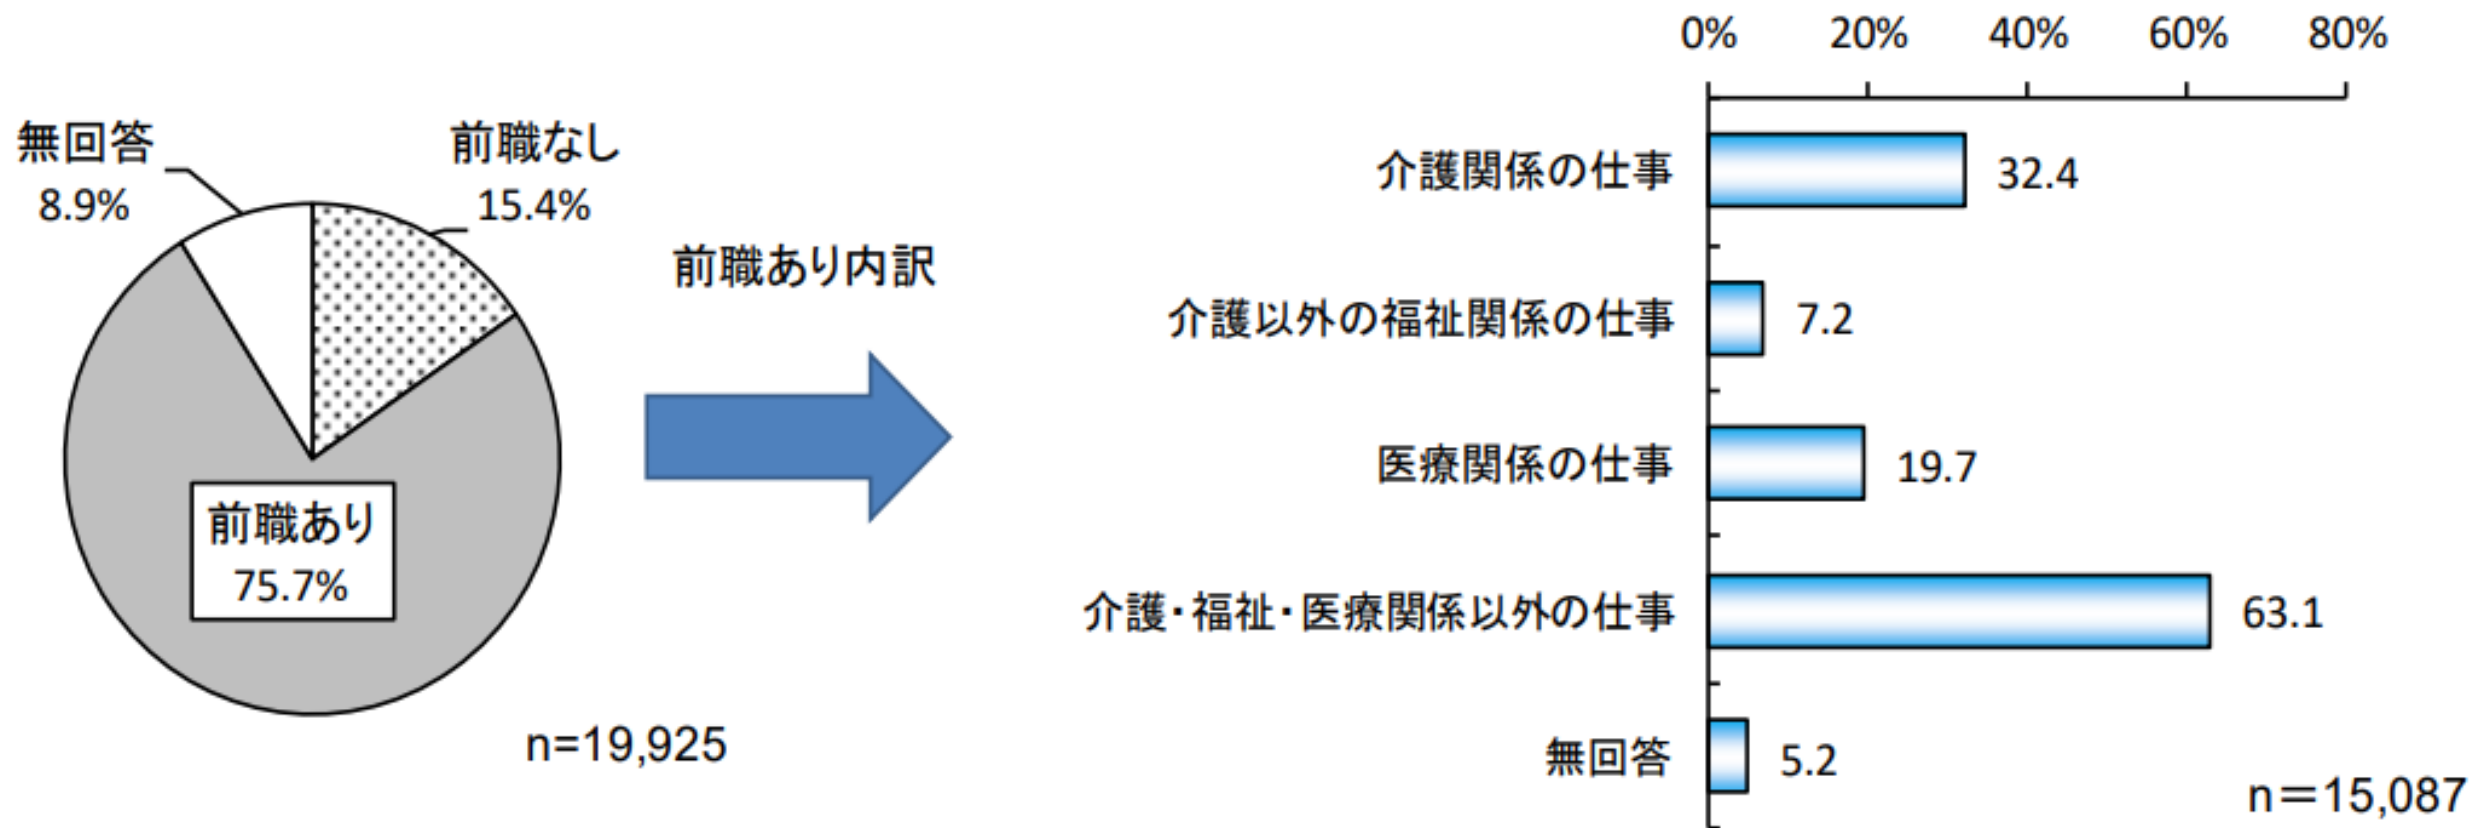 無回答
8.9%
前職なし
15.4%
前職あり
75.7%
n=19,925
前職あり内訳
0% 20% 40% 60% 80%
介護関係の仕事 32.4
介護以外の福祉関係の仕事 7.2
医療関係の仕事 19.7
介護・福祉・医療関係以外の仕事 63.1
無回答 5.2
n＝15,087